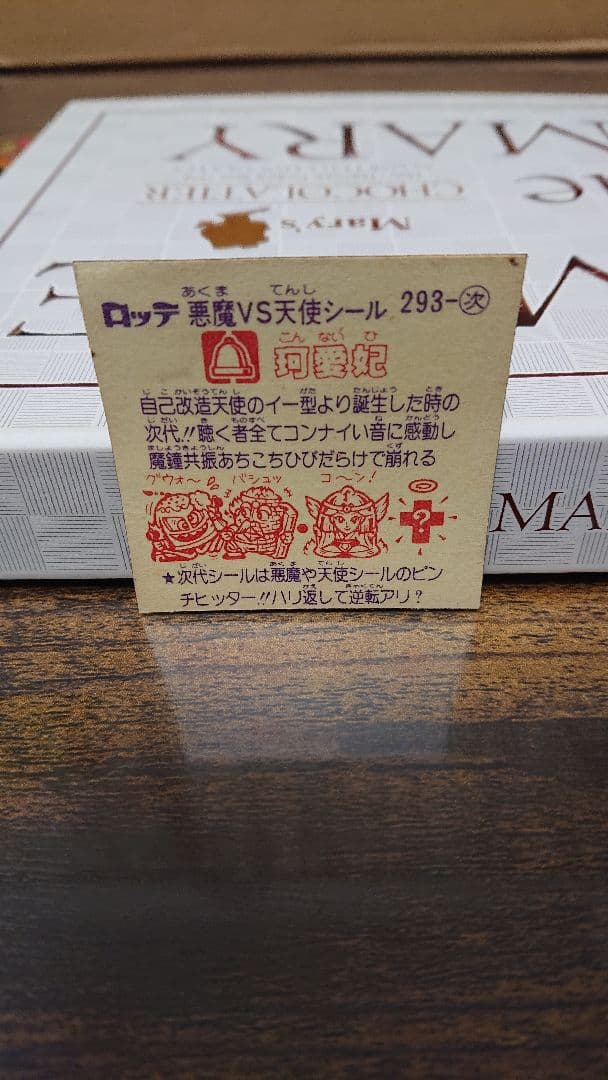 MARY
CHOCOLATIER
Mary's
ロッテ 悪魔VS天使シール 293-次
あくま てんし
珂愛妃
こん ない ひ
自己改造天使のイー型より誕生した時の
じこかいぞうてんし がた たんじょう とき
次代!!聴く者全てコンナイい音に感動し
じだい き ものすべ ね かんどう
魔鐘共振あちこちひびだらけで崩れる
ましょうきょうしん くず
グウォ〜 バシュッ コ〜ン!
?
★次代シールは悪魔や天使シールのピン
じだい あくま てんし
チヒッター!!ハリ返して逆転アリ?
かえ ぎゃくてん
MA